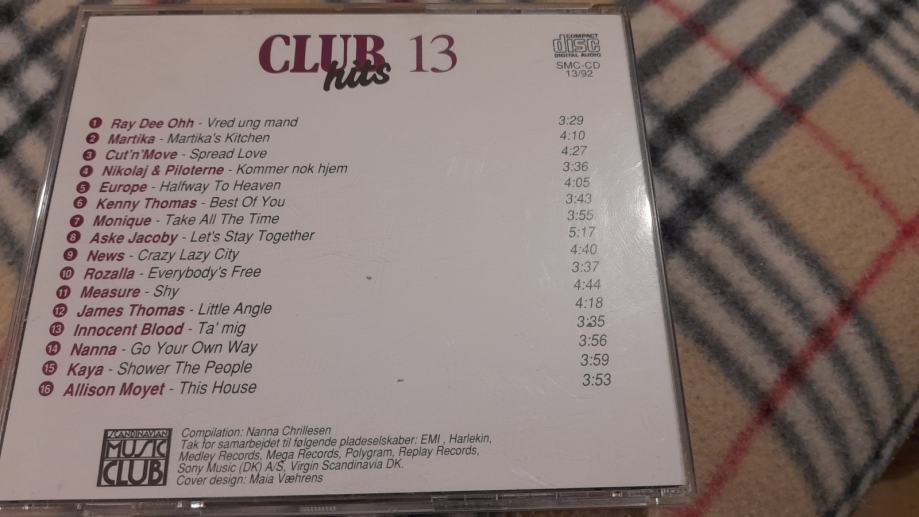 CLUB hits 13
COMPACT
disc
DIGITAL AUDIO
SMC-CD
13/92
1 Ray Dee Ohh - Vred ung mand 3:29
2 Martika - Martika's Kitchen 4:10
3 Cut'n'Move - Spread Love 4:27
4 Nikolaj & Piloterne - Kommer nok hjem 3:36
5 Europe - Halfway To Heaven 4:05
6 Kenny Thomas - Best Of You 3:43
7 Monique - Take All The Time 3:55
8 Aske Jacoby - Let's Stay Together 5:17
9 News - Crazy Lazy City 4:40
10 Rozalla - Everybody's Free 3:37
11 Measure - Shy 4:44
12 James Thomas - Little Angle 4:18
13 Innocent Blood - Ta' mig 3:35
14 Nanna - Go Your Own Way 3:56
15 Kaya - Shower The People 3:59
16 Allison Moyet - This House 3:53
SCANDINAVIAN
MUSIC
CLUB
Compilation: Nanna Chrillesen
Tak for samarbejdet til følgende pladeselskaber: EMI , Harlekin,
Medley Records, Mega Records, Polygram, Replay Records,
Sony Music (DK) A/S, Virgin Scandinavia DK.
Cover design: Maia Væhrens